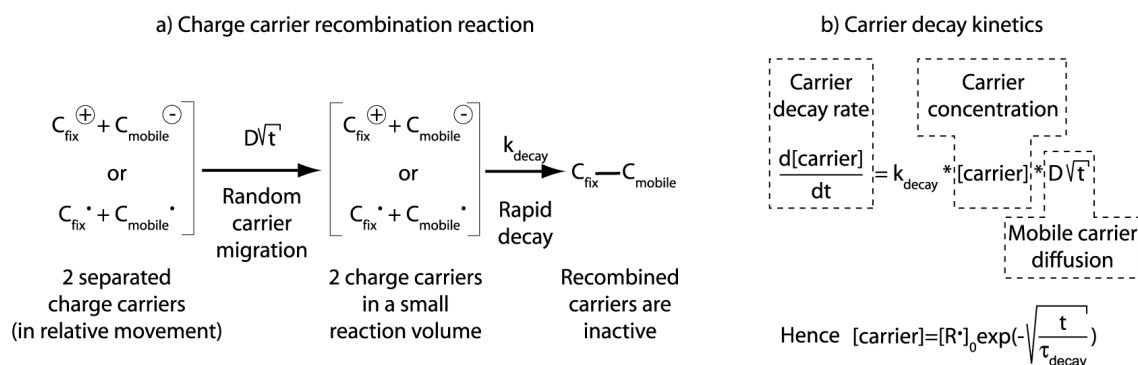 a) Charge carrier recombination reaction
C_fix ⊕ + C_mobile ⊖
or
C_fix • + C_mobile •
D√t
Random
carrier
migration
C_fix ⊕ + C_mobile ⊖
or
C_fix • + C_mobile •
k_decay
Rapid
decay
C_fix — C_mobile
2 separated
charge carriers
(in relative movement)
2 charge carriers
in a small
reaction volume
Recombined
carriers are
inactive
b) Carrier decay kinetics
Carrier
decay rate
Carrier
concentration
d[carrier]/dt = k_decay * [carrier] * D√t
Mobile carrier
diffusion
Hence [carrier]=[R•]_0 exp(-√(t/τ_decay))